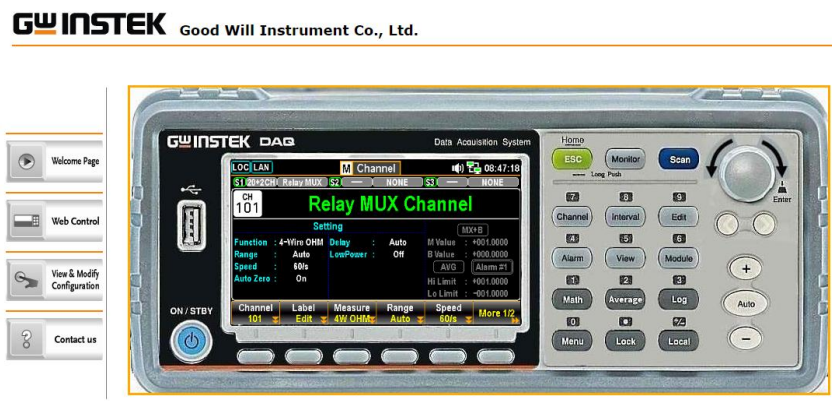 GW INSTEK Good Will Instrument Co., Ltd.
Welcome Page
Web Control
View & Modify
Configuration
Contact us
GW INSTEK DAQ Data Acquisition System
LOC LAN M Channel 08:47:18
S1 20+2CH Relay MUX S2 — NONE S3 — NONE
CH
101
Relay MUX Channel
Setting
MX+B
Function : 4-Wire OHM Delay : Auto M Value : +001.0000
Range : Auto LowPower : Off B Value : +000.0000
Speed : 60/s AVG Alarm #1
Auto Zero : On Hi Limit : +001.0000
Lo Limit : -001.0000
Channel Label Measure Range Speed More 1/2
101 Edit 4W OHM Auto 60/s
ON / STBY
Home
ESC Monitor Scan
Long Push
Enter
7 8 9
Channel Interval Edit
4 5 6
Alarm View Module
1 2 3
Math Average Log
0 +/-
Menu Lock Local
+
Auto
−